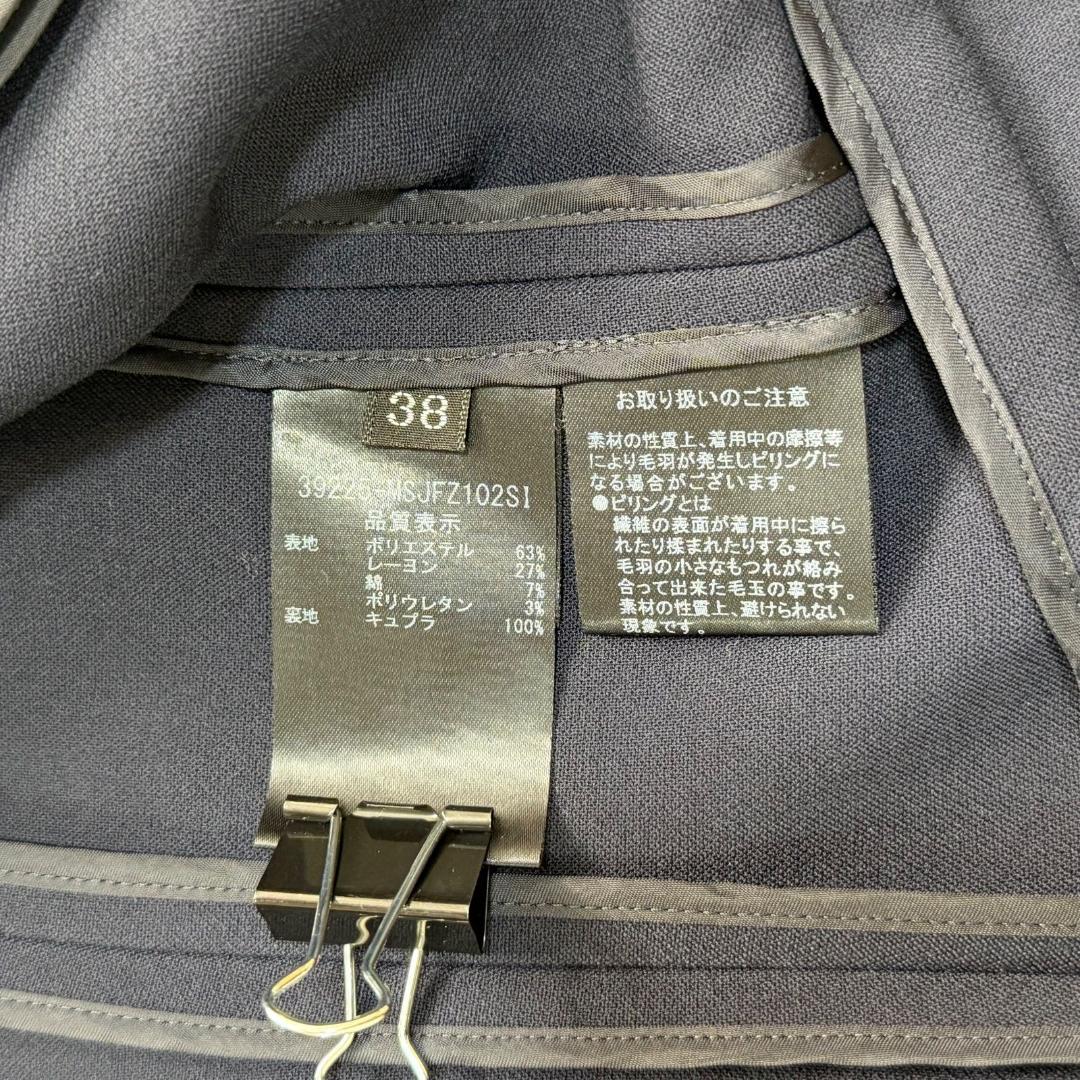 38
39225-MSJFZ102SI
品質表示
表地 ポリエステル 63%
レーヨン 27%
綿 7%
ポリウレタン 3%
裏地 キュプラ 100%
お取り扱いのご注意
素材の性質上、着用中の摩擦等
により毛羽が発生しピリングに
なる場合がございます。
●ピリングとは
繊維の表面が着用中に擦ら
れたり揉まれたりする事で、
毛羽の小さなもつれが絡み
合って出来た毛玉の事です。
素材の性質上、避けられない
現象です。